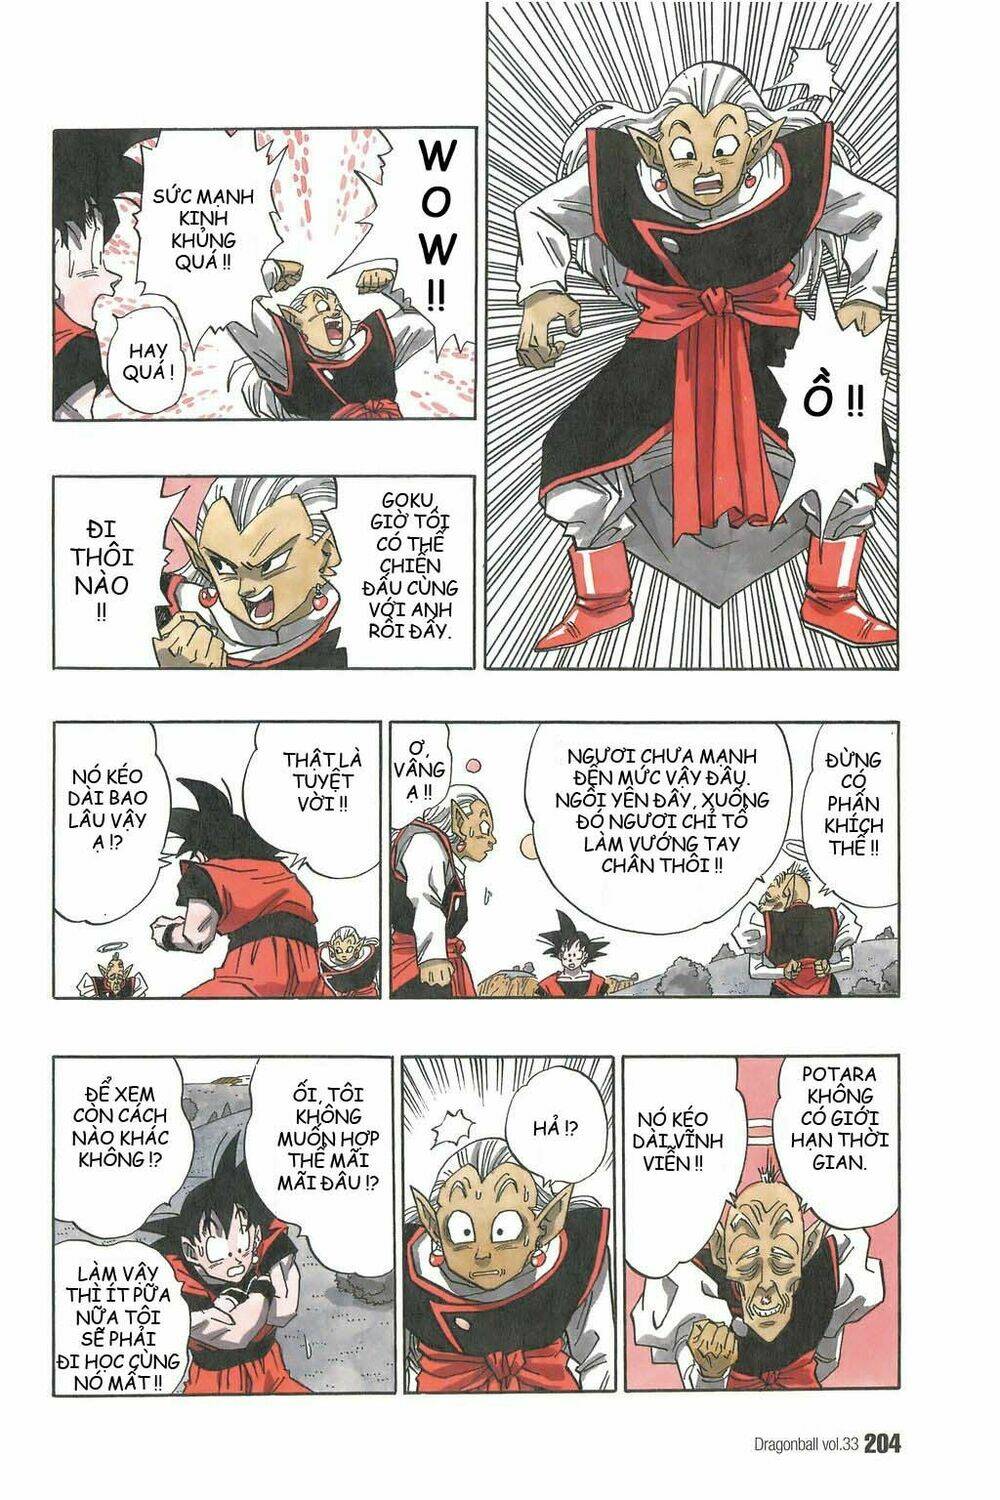 Ồ !!
WOW !!
SỨC MẠNH
KINH
KHỦNG
QUÁ !!
HAY
QUÁ !
GOKU,
GIỜ TÔI
CÓ THỂ
CHIẾN
ĐẤU CÙNG
VỚI ANH
RỒI ĐẤY.
ĐI
THÔI
NÀO
!!
ĐỪNG
CÓ
PHẤN
KHÍCH
THẾ !!
NGƯƠI CHƯA MẠNH
ĐẾN MỨC VẬY ĐÂU.
NGỒI YÊN ĐÂY, XUỐNG
ĐÓ NGƯƠI CHỈ TỔ
LÀM VƯỚNG TAY
CHÂN THÔI !!
Ơ,
VÂNG
Ạ !!
THẬT LÀ
TUYỆT
VỜI !!
NÓ KÉO
DÀI BAO
LÂU VẬY
Ạ !?
POTARA
KHÔNG
CÓ GIỚI
HẠN THỜI
GIAN.
NÓ KÉO
DÀI VĨNH
VIỄN !!
HẢ !?
ỐI, TÔI
KHÔNG
MUỐN HỢP
THỂ MÃI
MÃI ĐÂU !?
ĐỂ XEM
CÒN CÁCH
NÀO KHÁC
KHÔNG !?
LÀM VẬY
THÌ ÍT PỮA
NỮA TÔI
SẼ PHẢI
ĐI HỌC CÙNG
NÓ MẤT !!
Dragonball vol.33 204